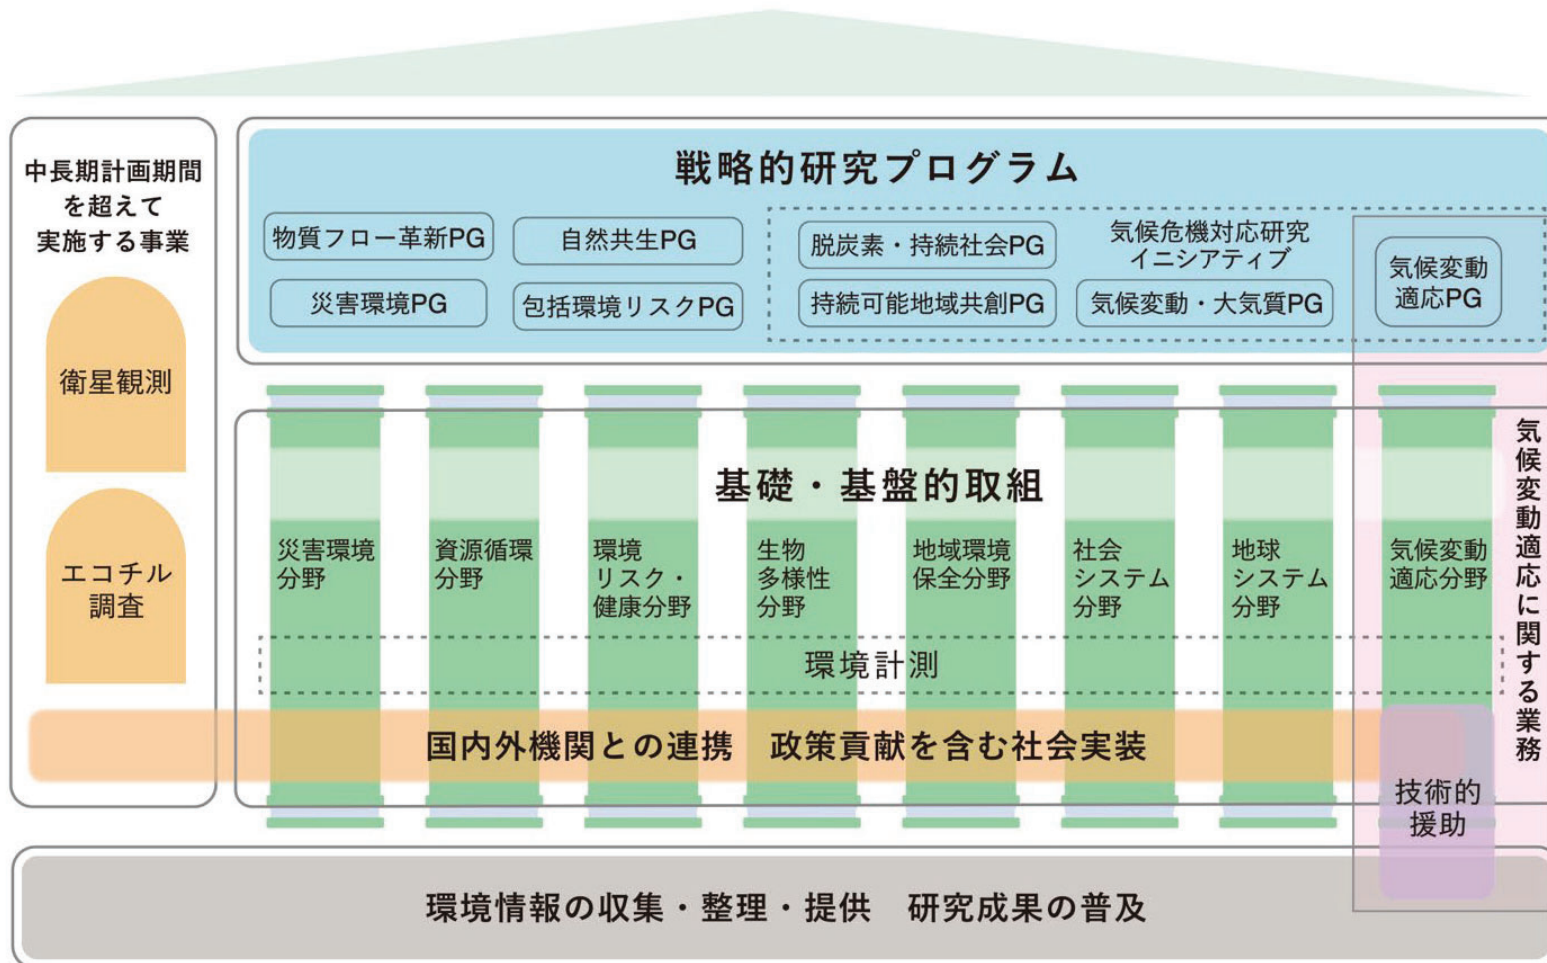 中長期計画期間
を超えて
実施する事業
衛星観測
エコチル
調査
戦略的研究プログラム
物質フロー革新PG
自然共生PG
災害環境PG
包括環境リスクPG
脱炭素・持続社会PG
気候危機対応研究
イニシアティブ
持続可能地域共創PG
気候変動・大気質PG
気候変動
適応PG
基礎・基盤的取組
災害環境
分野
資源循環
分野
環境
リスク・
健康分野
生物
多様性
分野
地域環境
保全分野
社会
システム
分野
地球
システム
分野
気候変動
適応分野
環境計測
気候変動適応に関する業務
国内外機関との連携　政策貢献を含む社会実装
技術的
援助
環境情報の収集・整理・提供　研究成果の普及